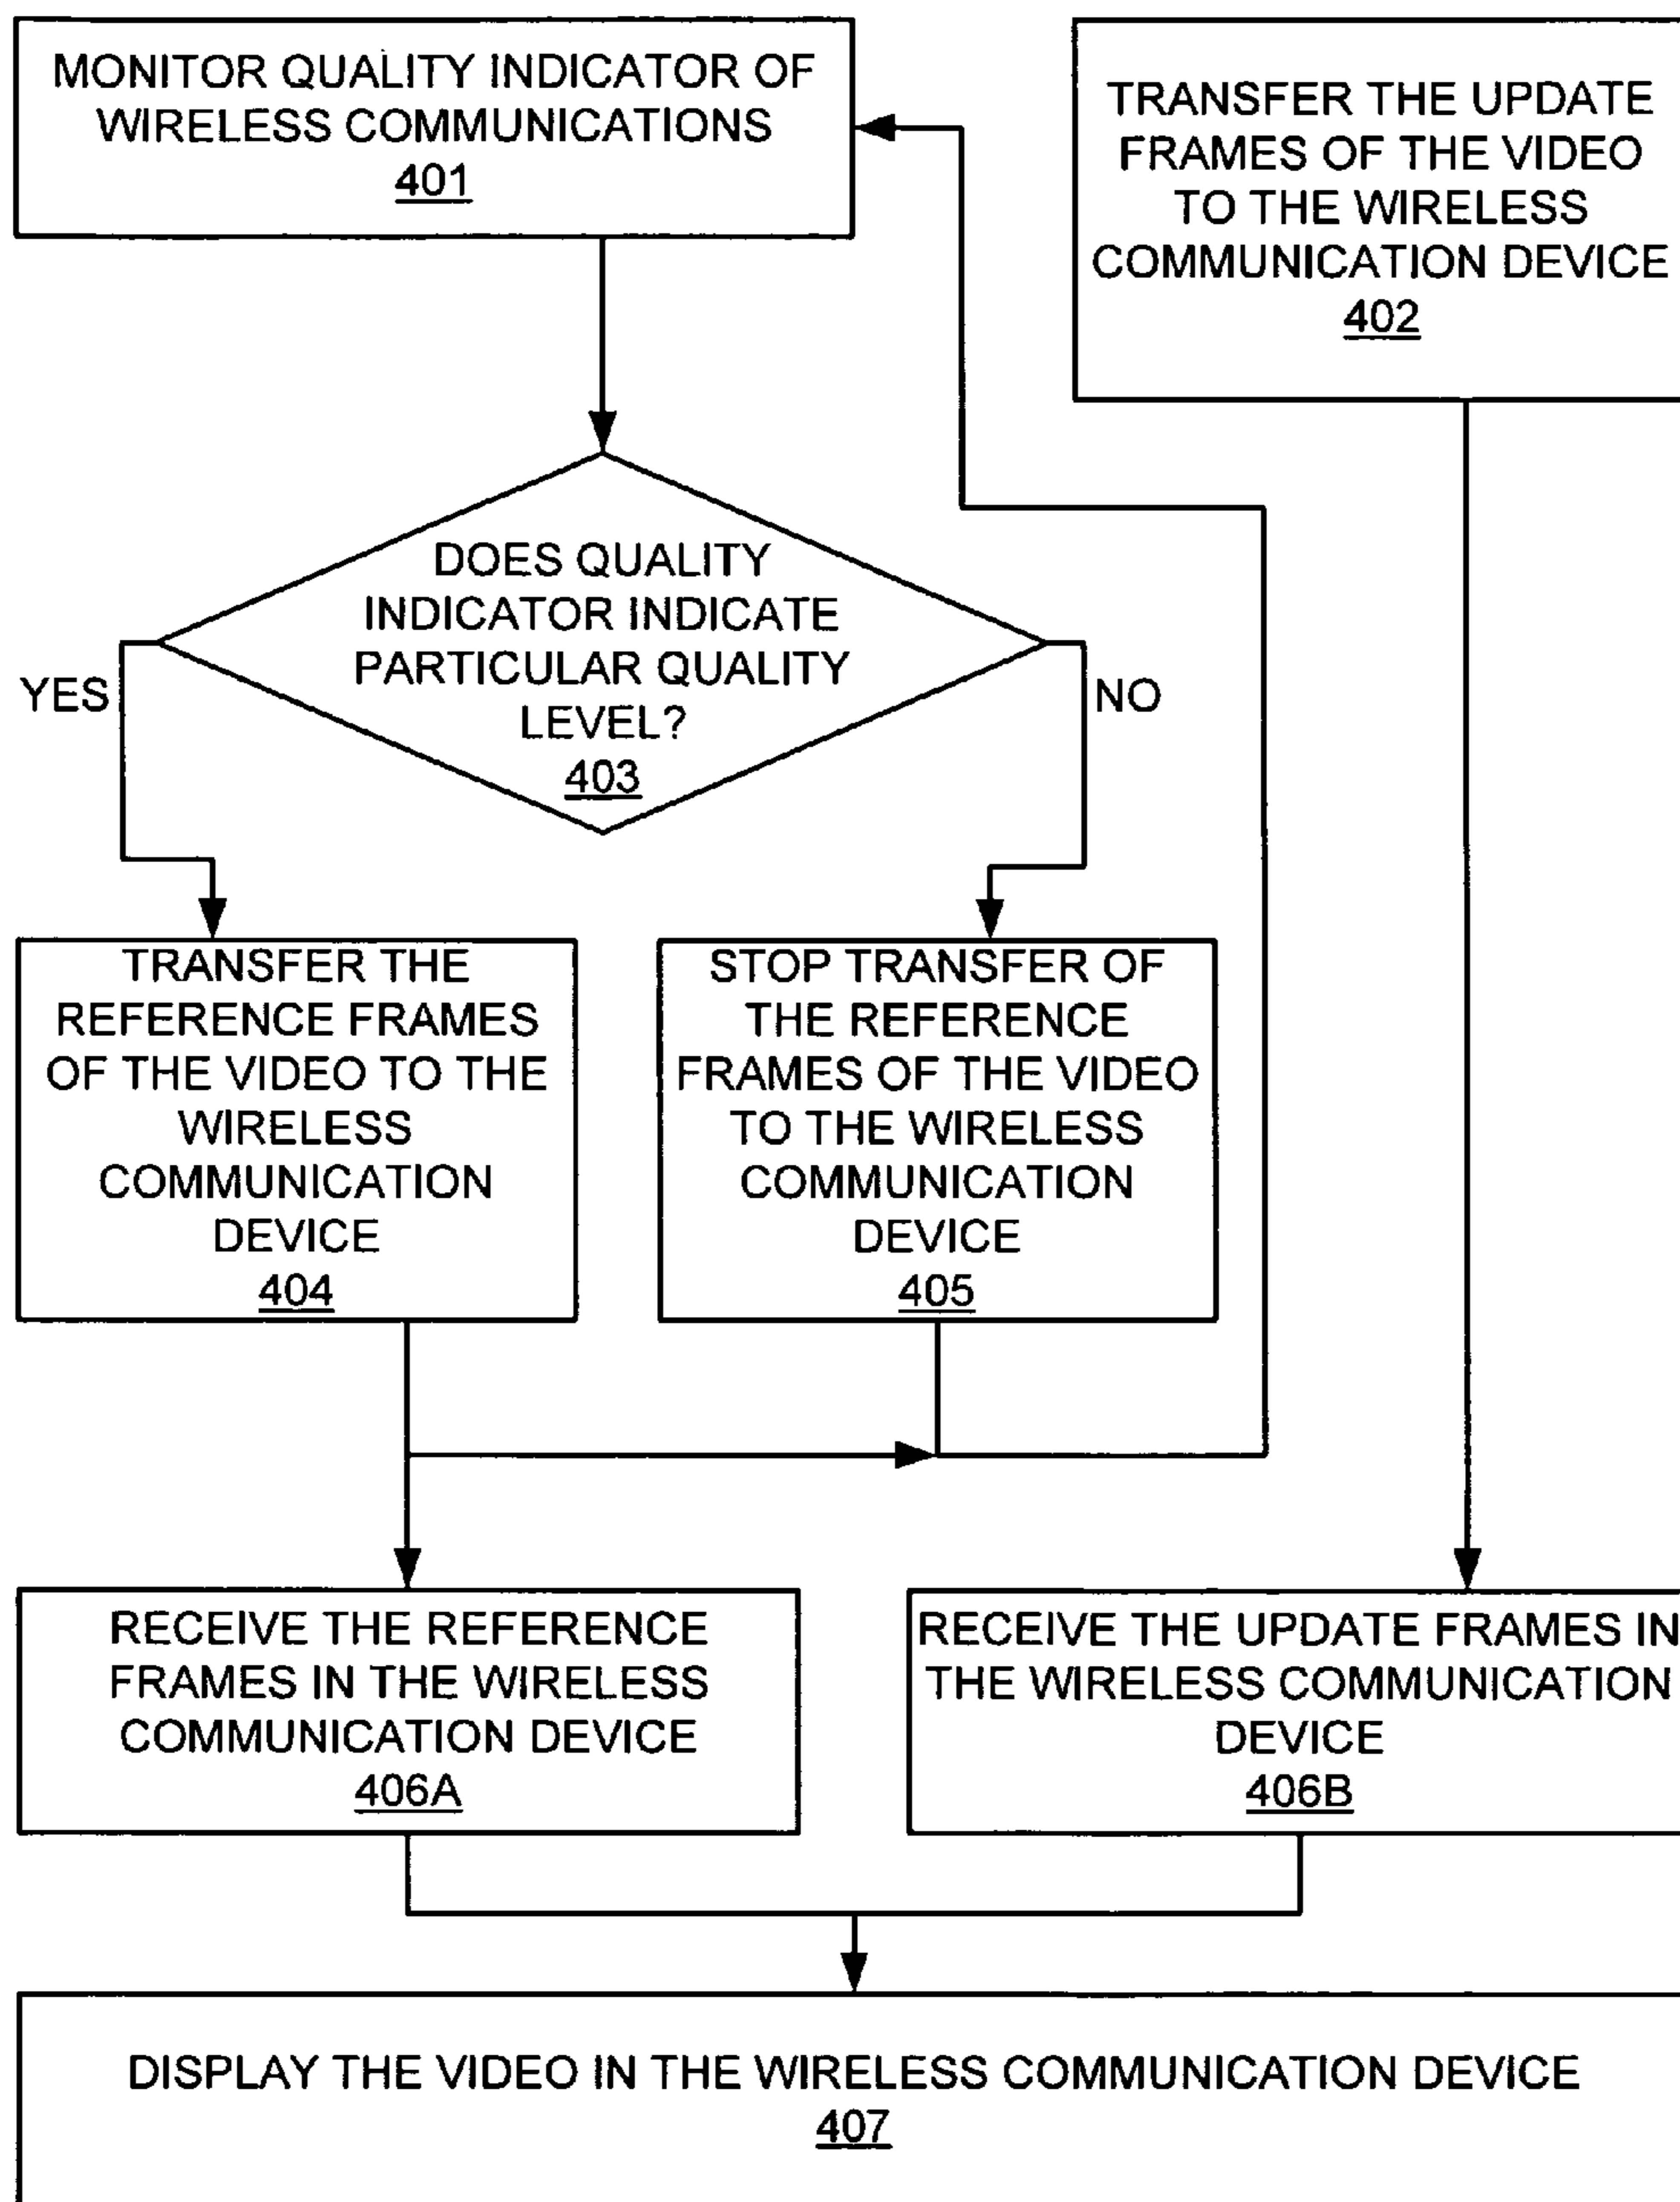 MONITOR QUALITY INDICATOR OF
WIRELESS COMMUNICATIONS
401
TRANSFER THE UPDATE
FRAMES OF THE VIDEO
TO THE WIRELESS
COMMUNICATION DEVICE
402
DOES QUALITY
INDICATOR INDICATE
PARTICULAR QUALITY
LEVEL?
403
YES
NO
TRANSFER THE
REFERENCE FRAMES
OF THE VIDEO TO THE
WIRELESS
COMMUNICATION
DEVICE
404
STOP TRANSFER OF
THE REFERENCE
FRAMES OF THE VIDEO
TO THE WIRELESS
COMMUNICATION
DEVICE
405
RECEIVE THE REFERENCE
FRAMES IN THE WIRELESS
COMMUNICATION DEVICE
406A
RECEIVE THE UPDATE FRAMES IN
THE WIRELESS COMMUNICATION
DEVICE
406B
DISPLAY THE VIDEO IN THE WIRELESS COMMUNICATION DEVICE
407